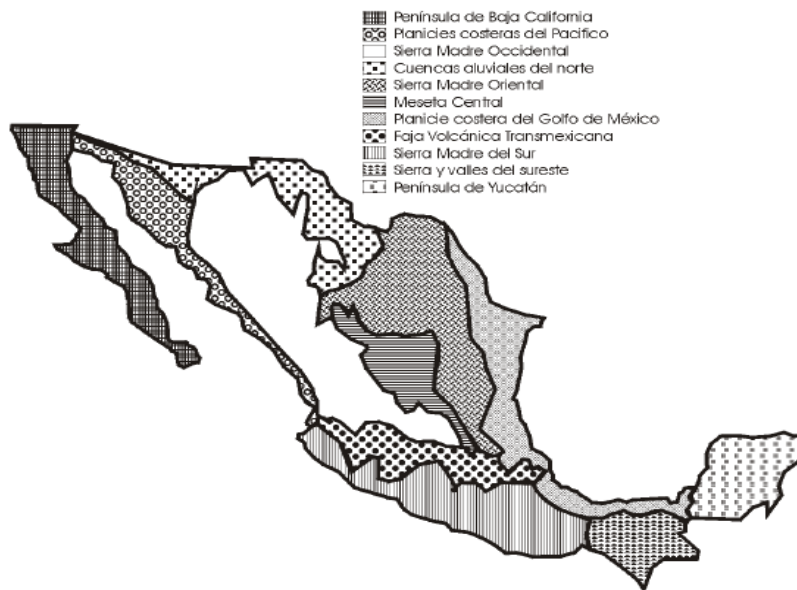 Península de Baja California
Planicies costeras del Pacifico
Sierra Madre Occidental
Cuencas aluviales del norte
Sierra Madre Oriental
Meseta Central
Planicie costera del Golfo de México
Faja Volcánica Transmexicana
Sierra Madre del Sur
Sierra y valles del sureste
Península de Yucatán